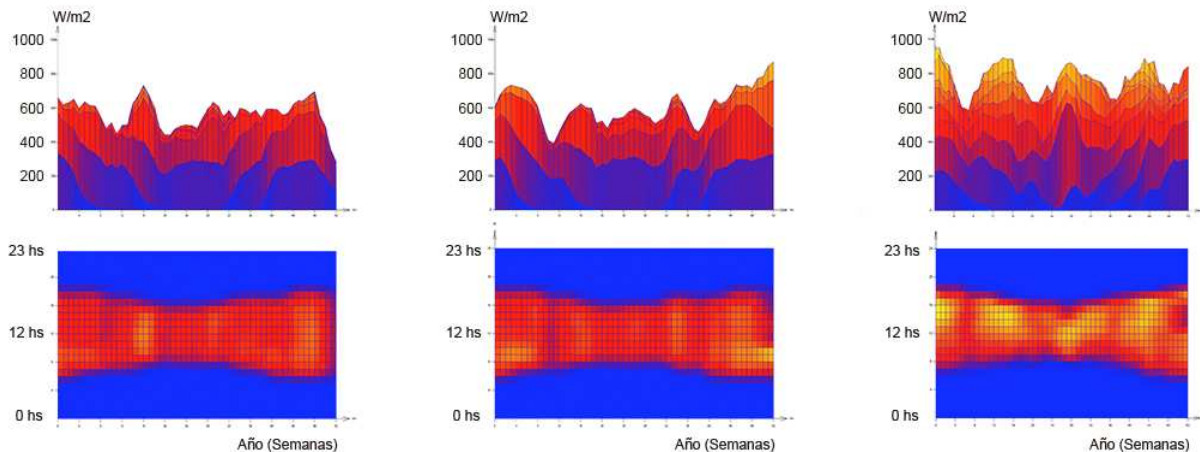 W/m2
1000
800
600
400
200
23 hs
12 hs
0 hs
Año (Semanas)
W/m2
1000
800
600
400
200
23 hs
12 hs
0 hs
Año (Semanas)
W/m2
1000
800
600
400
200
23 hs
12 hs
0 hs
Año (Semanas)